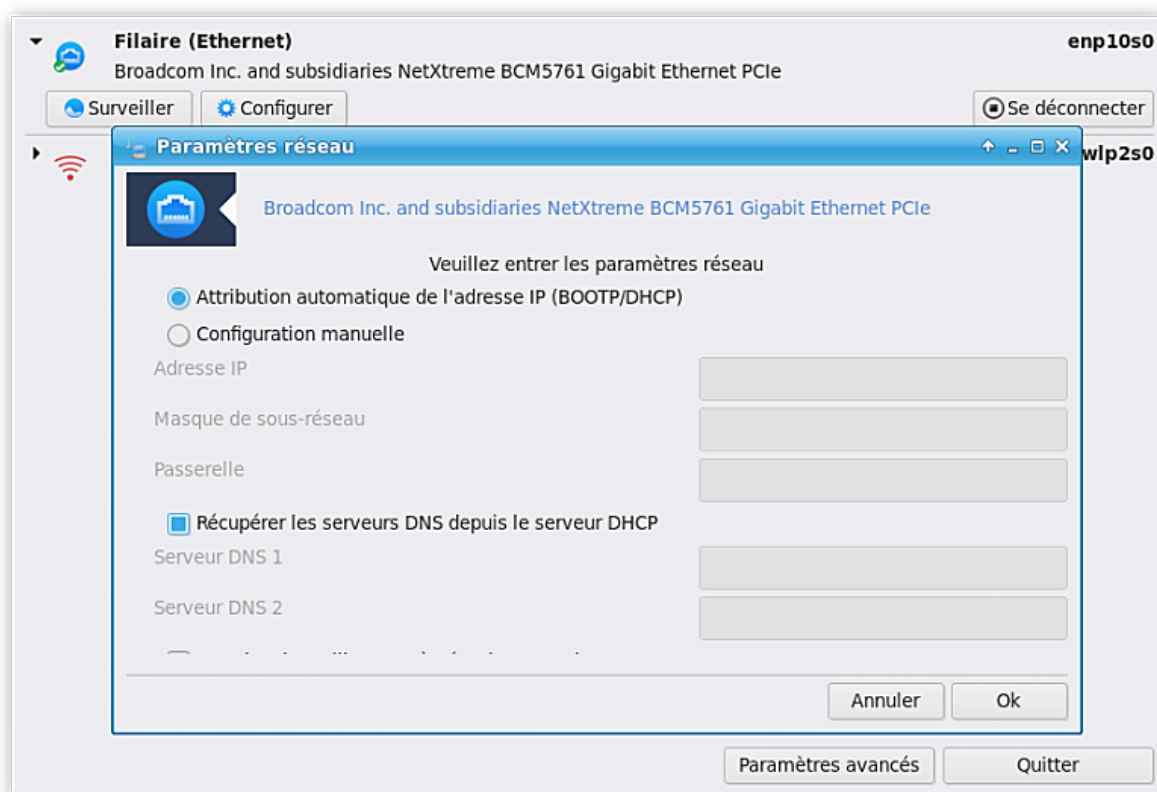 Filaire (Ethernet) enp10s0
Broadcom Inc. and subsidiaries NetXtreme BCM5761 Gigabit Ethernet PCIe
Surveiller Configurer Se déconnecter
Paramètres réseau
wlp2s0
Broadcom Inc. and subsidiaries NetXtreme BCM5761 Gigabit Ethernet PCIe
Veuillez entrer les paramètres réseau
Attribution automatique de l'adresse IP (BOOTP/DHCP)
Configuration manuelle
Adresse IP
Masque de sous-réseau
Passerelle
Récupérer les serveurs DNS depuis le serveur DHCP
Serveur DNS 1
Serveur DNS 2
Annuler Ok
Paramètres avancés Quitter